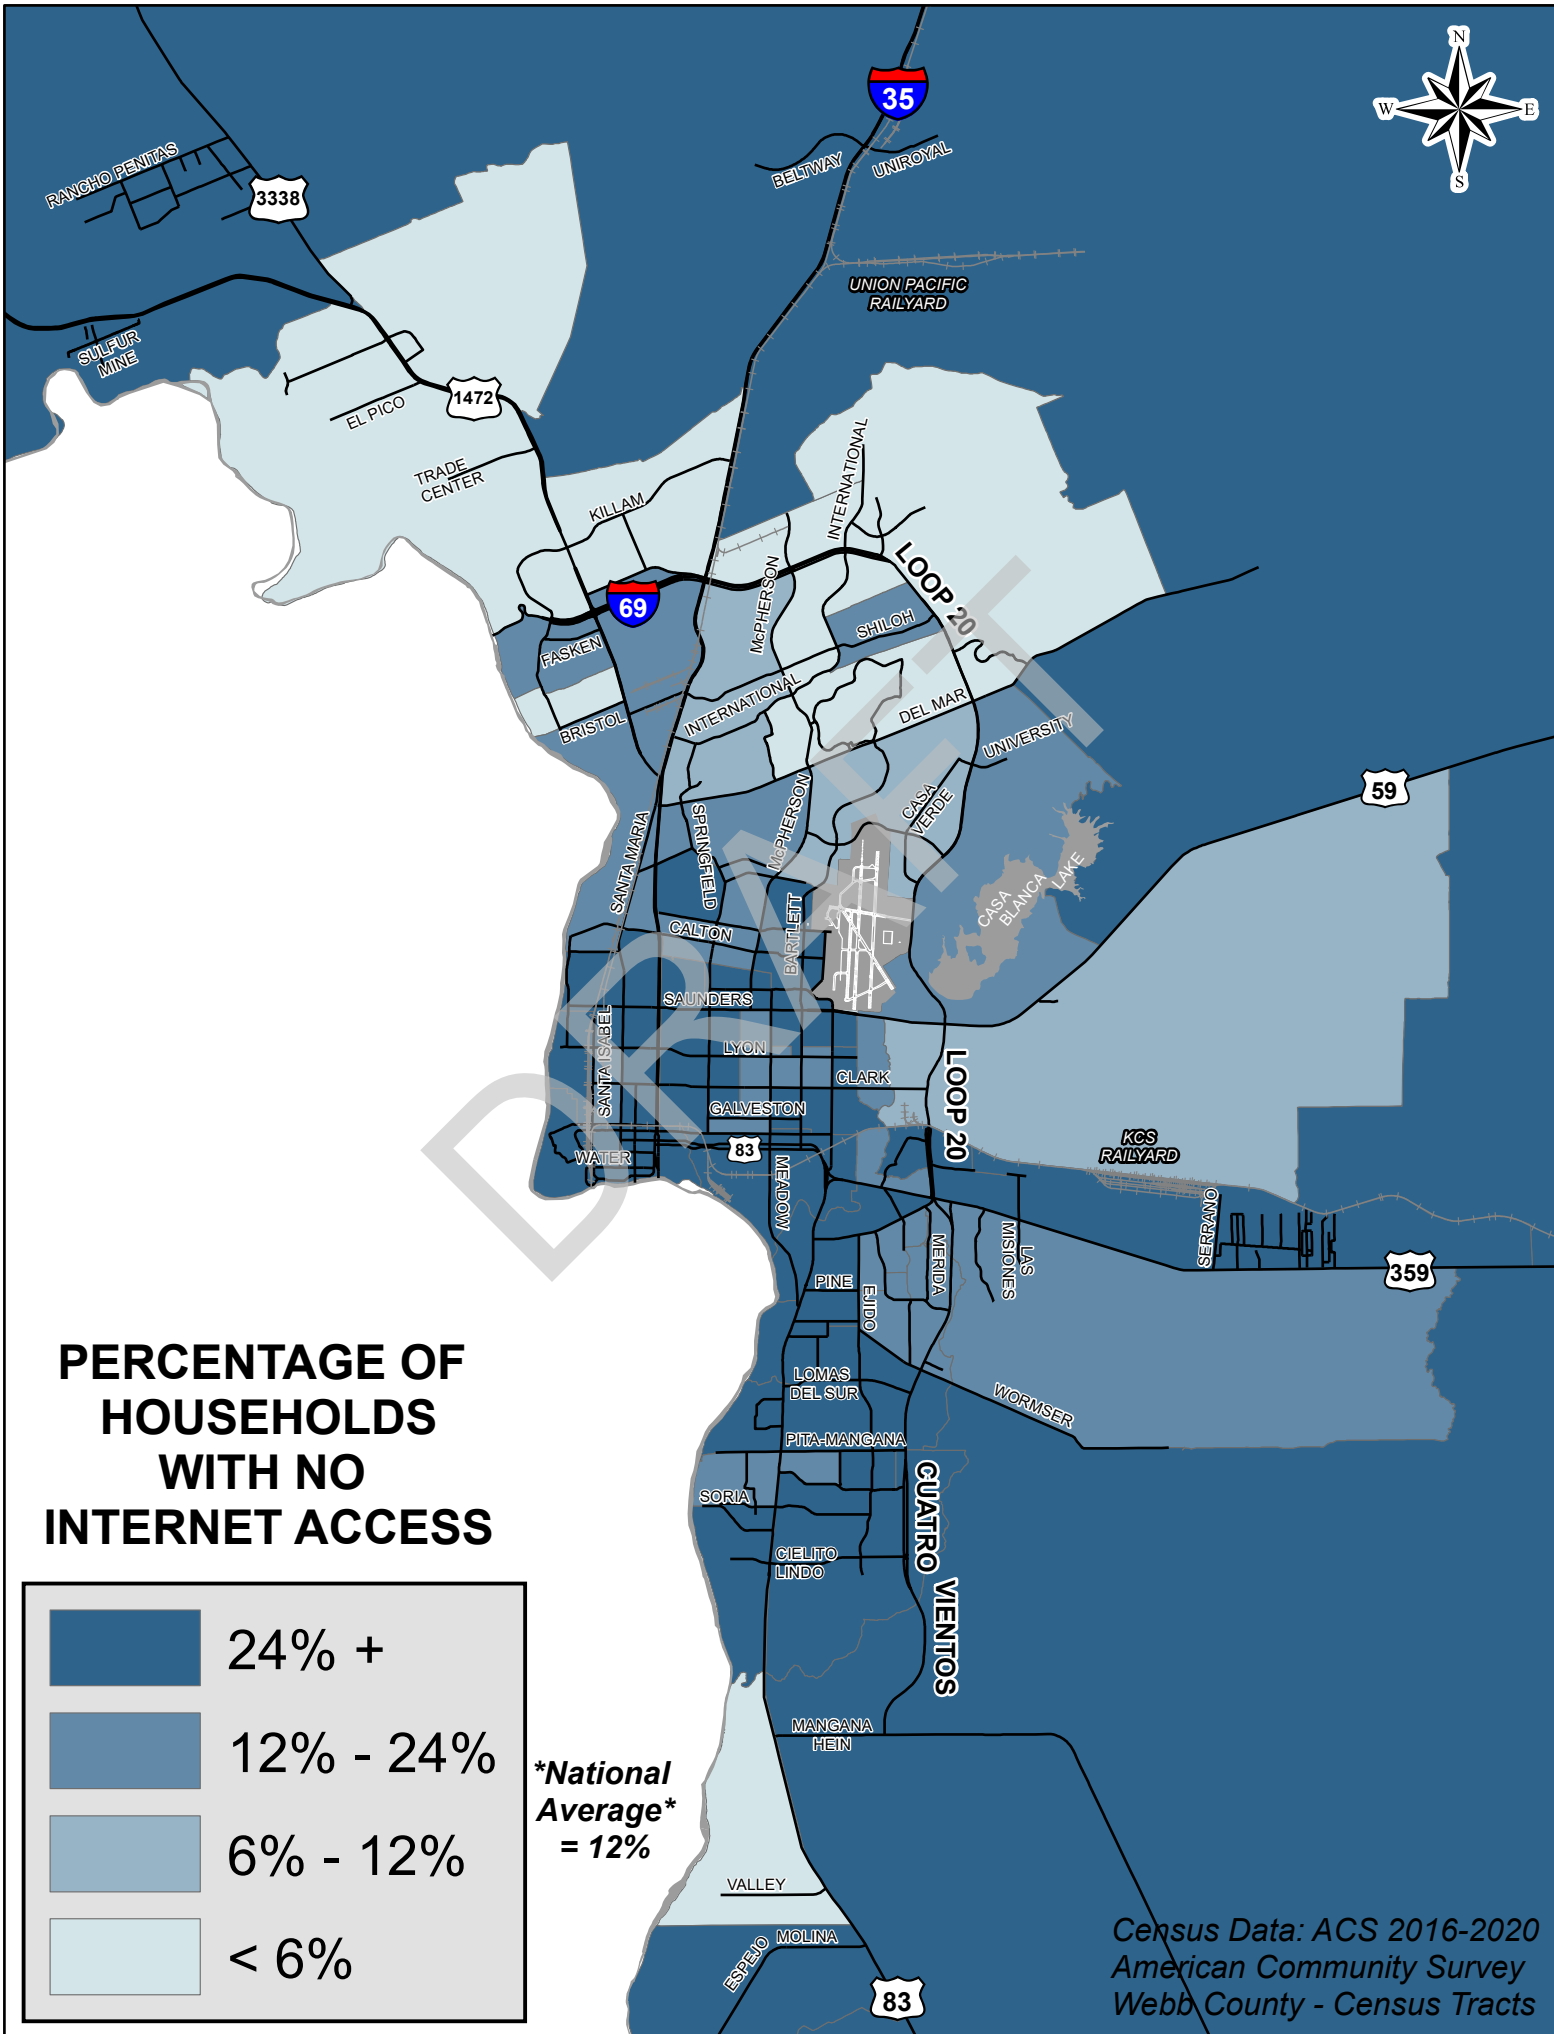 N
W
E
S
35
BELTWAY
UNIROYAL
RANCHO PENITAS
3338
UNION PACIFIC
RAILYARD
SULFUR
MINE
EL PICO
1472
TRADE
CENTER
KILLAM
INTERNATIONAL
McPHERSON
LOOP 20
69
FASKEN
SHILOH
BRISTOL
INTERNATIONAL
DEL MAR
UNIVERSITY
59
CASA
VERDE
McPHERSON
SPRINGFIELD
SANTA MARIA
CASA
BLANCA
LAKE
CALTON
BARTLETT
SAUNDERS
SANTA ISABEL
LYON
CLARK
LOOP 20
GALVESTON
83
WATER
MEADOW
KCS
RAILYARD
SERRANO
LAS
MISIONES
MERIDA
359
PINE
EJIDO
LOMAS
DEL SUR
WORMSER
PITA-MANGANA
SORIA
CUATRO VIENTOS
CIELITO
LINDO
MANGANA
HEIN
VALLEY
MOLINA
ESPEJO
83
DRAFT
PERCENTAGE OF
HOUSEHOLDS
WITH NO
INTERNET ACCESS
24% +
12% - 24%
6% - 12%
< 6%
*National
Average*
= 12%
Census Data: ACS 2016-2020
American Community Survey
Webb County - Census Tracts